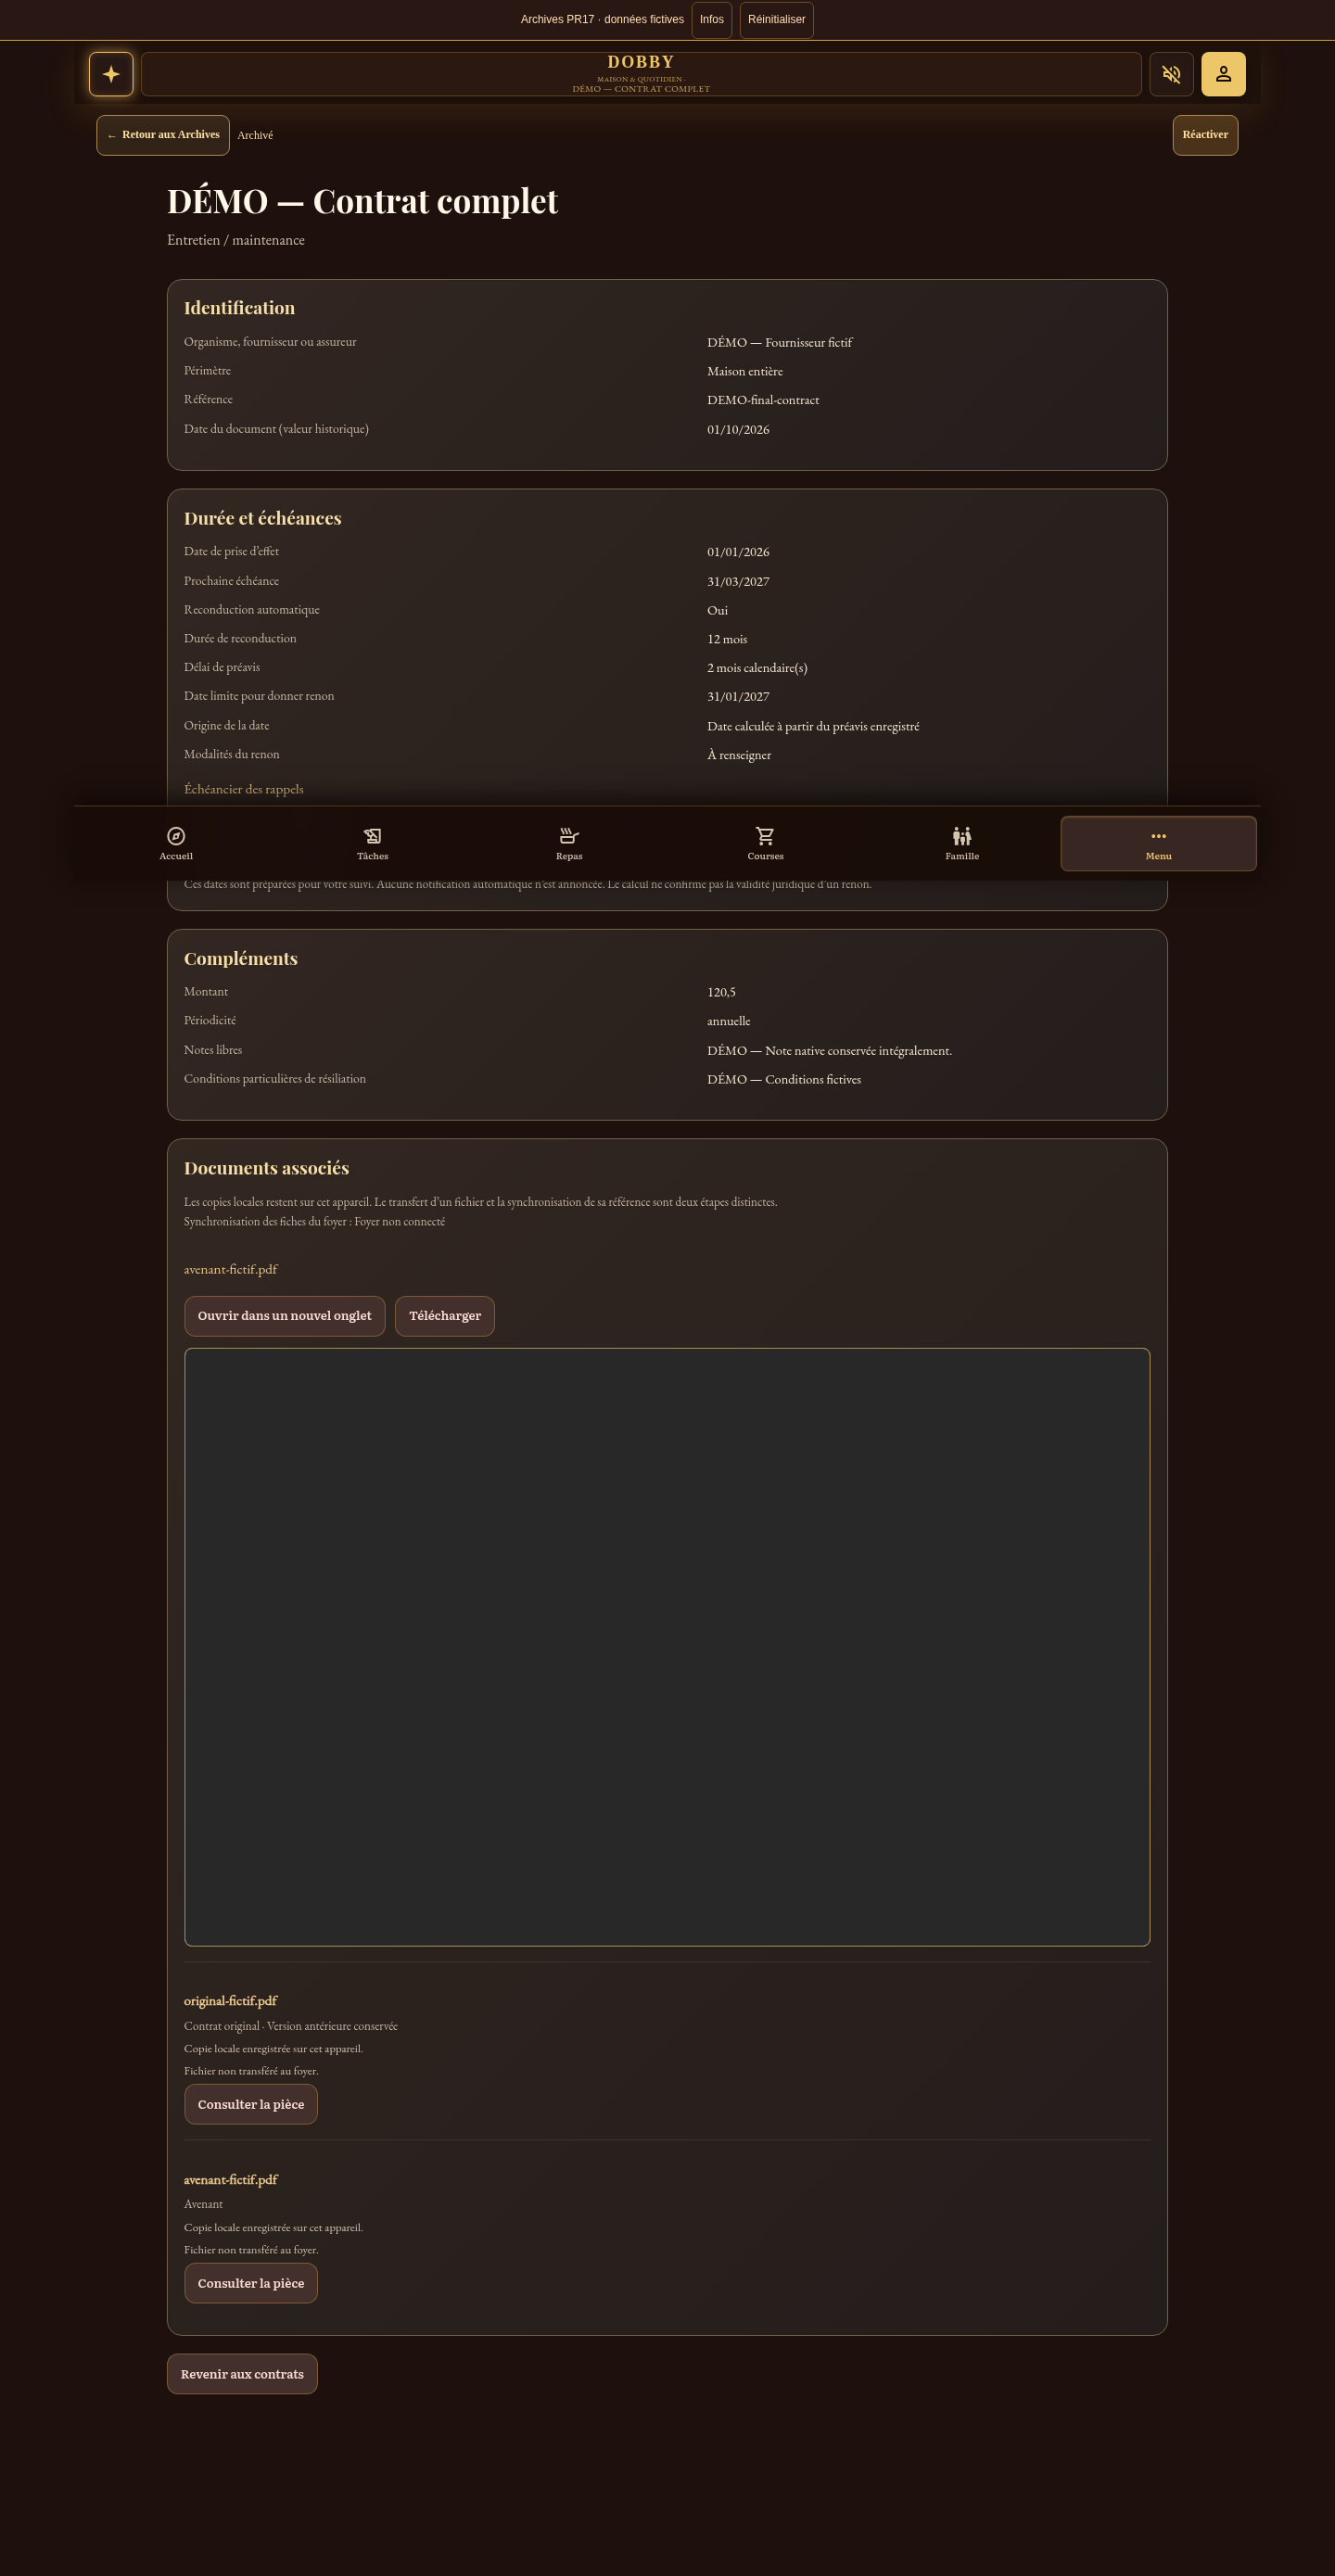 Archives PR17 · données fictives Infos Réinitialiser
DOBBY
MAISON & QUOTIDIEN ·
DÉMO — CONTRAT COMPLET
← Retour aux Archives Archivé Réactiver
DÉMO — Contrat complet
Entretien / maintenance
Identification
Organisme, fournisseur ou assureur DÉMO — Fournisseur fictif
Périmètre Maison entière
Référence DEMO-final-contract
Date du document (valeur historique) 01/10/2026
Durée et échéances
Date de prise d’effet 01/01/2026
Prochaine échéance 31/03/2027
Reconduction automatique Oui
Durée de reconduction 12 mois
Délai de préavis 2 mois calendaire(s)
Date limite pour donner renon 31/01/2027
Origine de la date Date calculée à partir du préavis enregistré
Modalités du renon À renseigner
Échéancier des rappels
Accueil Tâches Repas Courses Famille Menu
Ces dates sont préparées pour votre suivi. Aucune notification automatique n’est annoncée. Le calcul ne confirme pas la validité juridique d’un renon.
Compléments
Montant 120,5
Périodicité annuelle
Notes libres DÉMO — Note native conservée intégralement.
Conditions particulières de résiliation DÉMO — Conditions fictives
Documents associés
Les copies locales restent sur cet appareil. Le transfert d’un fichier et la synchronisation de sa référence sont deux étapes distinctes.
Synchronisation des fiches du foyer : Foyer non connecté
avenant-fictif.pdf
Ouvrir dans un nouvel onglet Télécharger
original-fictif.pdf
Contrat original · Version antérieure conservée
Copie locale enregistrée sur cet appareil.
Fichier non transféré au foyer.
Consulter la pièce
avenant-fictif.pdf
Avenant
Copie locale enregistrée sur cet appareil.
Fichier non transféré au foyer.
Consulter la pièce
Revenir aux contrats